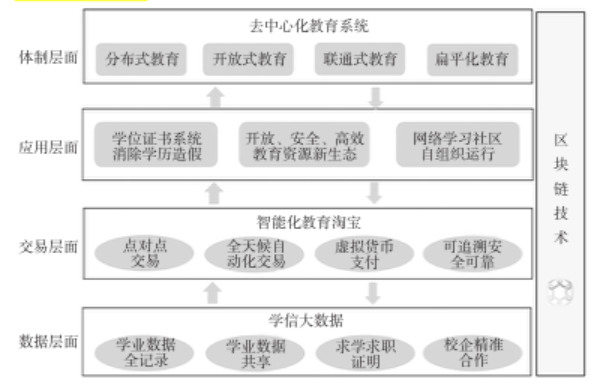 去中心化教育系统
体制层面
分布式教育
开放式教育
联通式教育
扁平化教育
应用层面
学位证书系统
消除学历造假
开放、安全、高效
教育资源新生态
网络学习社区
自组织运行
智能化教育淘宝
交易层面
点对点
交易
全天候自
动化交易
虚拟货币
支付
可追溯安
全可靠
学信大数据
数据层面
学业数据
全记录
学业数据
共享
求学求职
证明
校企精准
合作
区
块
链
技
术